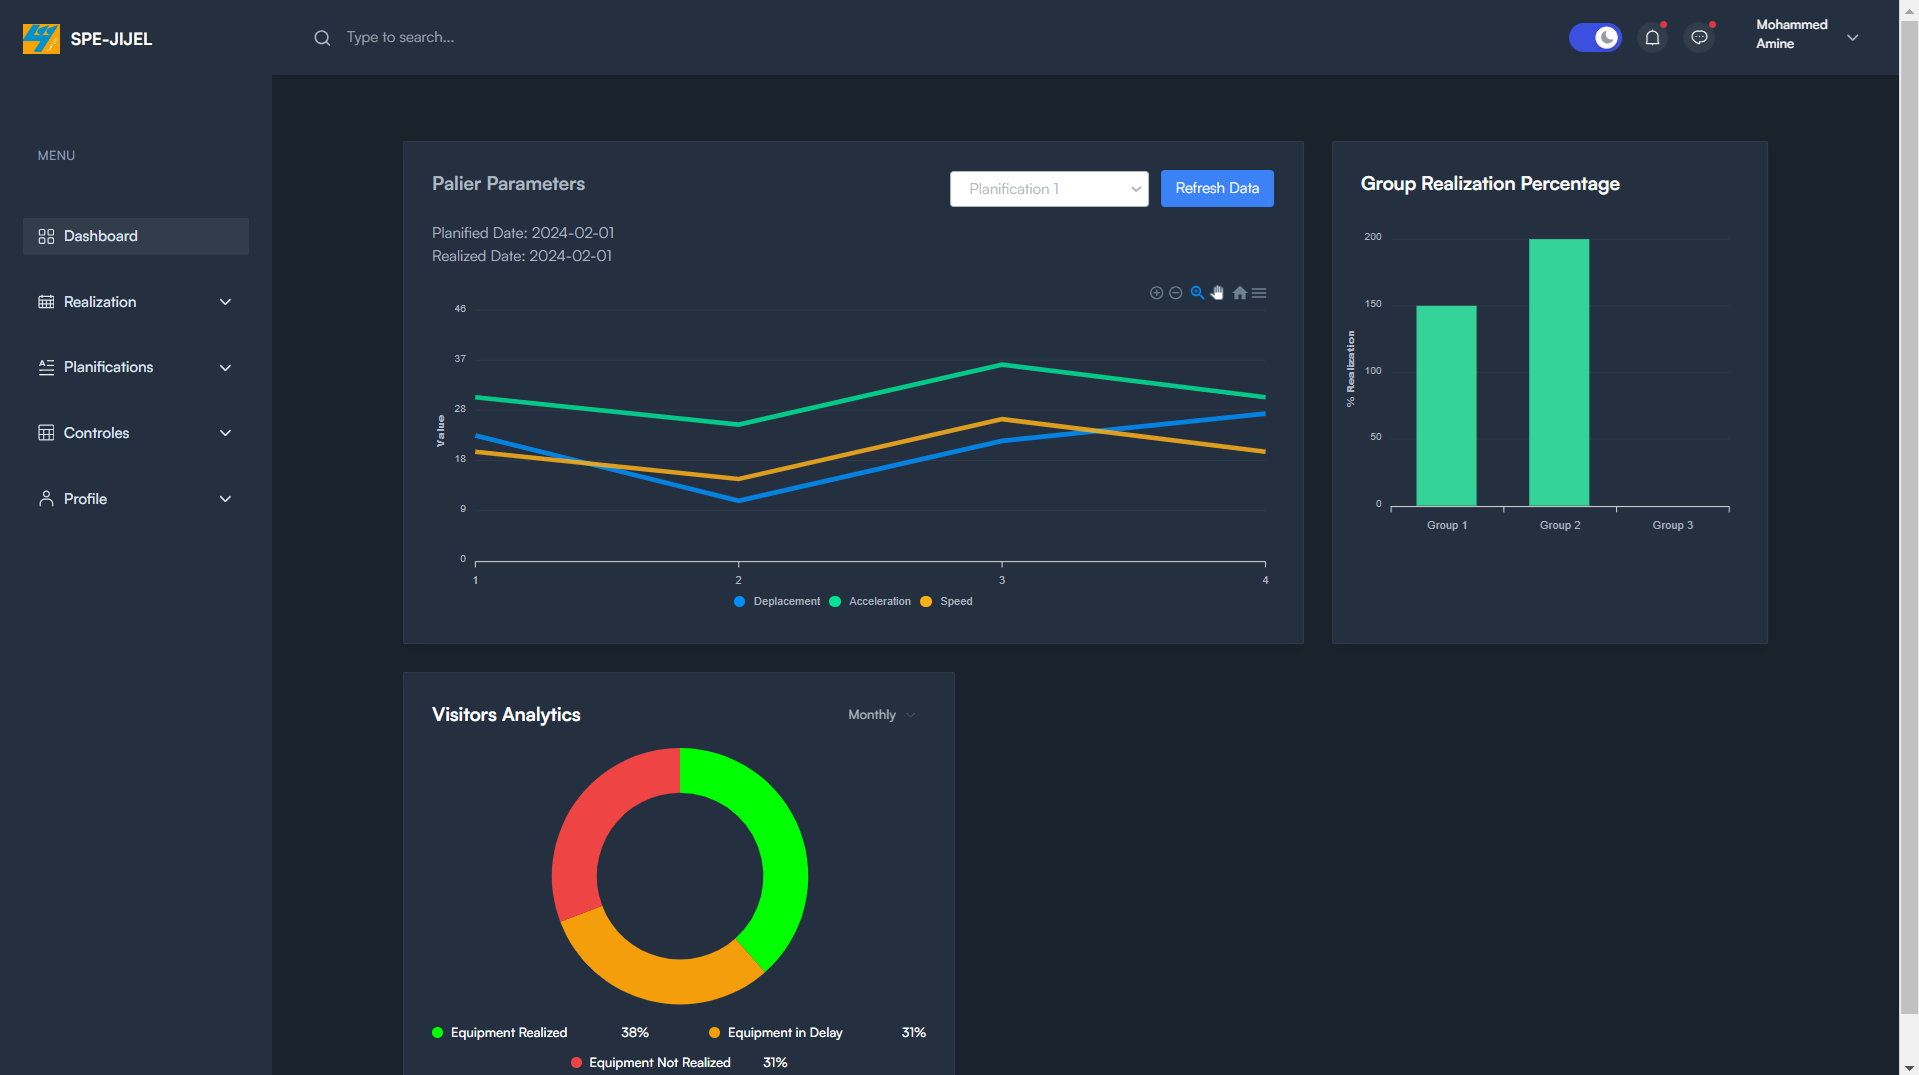 SPE-JIJEL
Type to search...
Mohammed
Amine
MENU
Dashboard
Realization
Planifications
Controles
Profile
Palier Parameters
Planification 1
Refresh Data
Planified Date: 2024-02-01
Realized Date: 2024-02-01
46
37
28
18
9
0
Value
1 2 3 4
Deplacement Acceleration Speed
Group Realization Percentage
200
150
100
50
0
% Realization
Group 1 Group 2 Group 3
Visitors Analytics
Monthly
Equipment Realized 38% Equipment in Delay 31%
Equipment Not Realized 31%